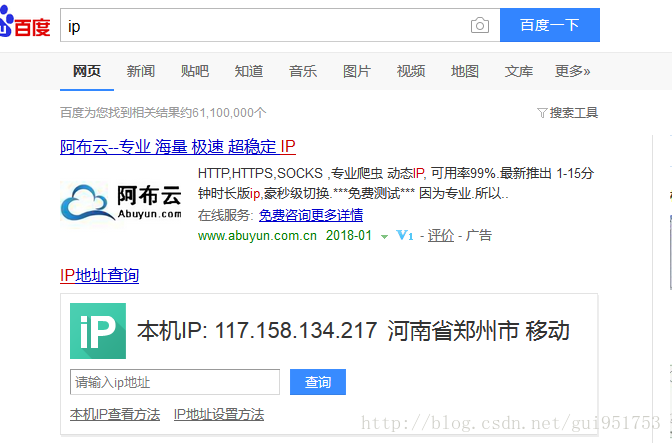 百度
ip
百度一下
网页 新闻 贴吧 知道 音乐 图片 视频 地图 文库 更多»
百度为您找到相关结果约61,100,000个 搜索工具
阿布云--专业 海量 极速 超稳定 IP
HTTP,HTTPS,SOCKS ,专业爬虫 动态IP, 可用率99%.最新推出 1-15分
钟时长版ip,豪秒级切换.***免费测试*** 因为专业.所以..
阿布云
Abuyun.com
在线服务: 免费咨询更多详情
www.abuyun.com.cn 2018-01 V1 - 评价 - 广告
IP地址查询
iP
本机IP: 117.158.134.217 河南省郑州市 移动
请输入ip地址 查询
本机IP查看方法 IP地址设置方法
http://blog.csdn.net/gui951753